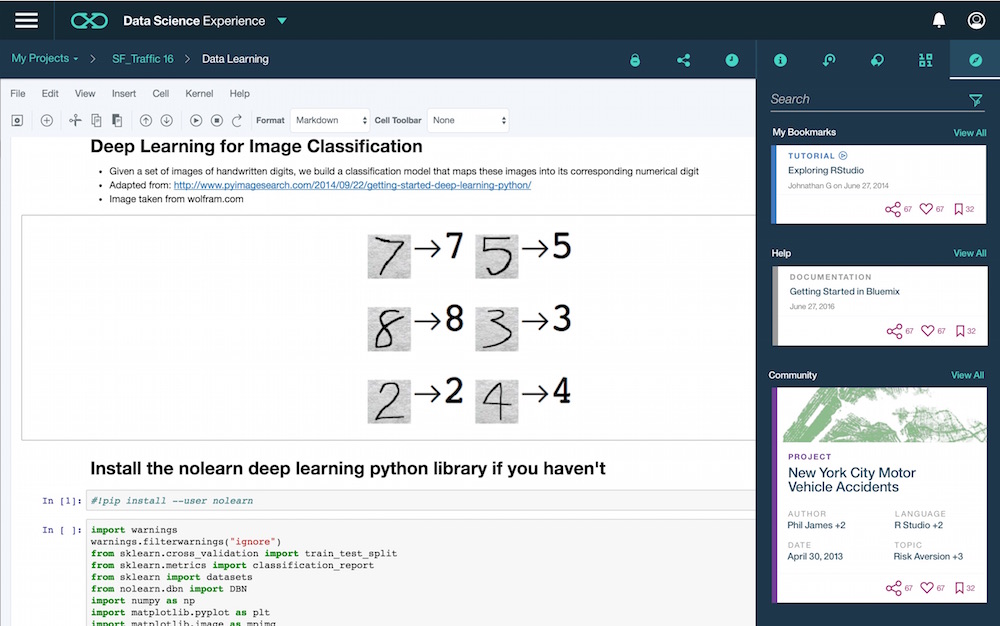 Data Science Experience
My Projects > SF_Traffic 16 > Data Learning
File Edit View Insert Cell Kernel Help
Format Markdown Cell Toolbar None
Deep Learning for Image Classification
• Given a set of images of handwritten digits, we build a classification model that maps these images into its corresponding numerical digit
• Adapted from: http://www.pyimagesearch.com/2014/09/22/getting-started-deep-learning-python/
• Image taken from wolfram.com
7→7 5→5
8→8 3→3
2→2 4→4
Install the nolearn deep learning python library if you haven't
In [1]: #!pip install --user nolearn
In [ ]: import warnings
warnings.filterwarnings("ignore")
from sklearn.cross_validation import train_test_split
from sklearn.metrics import classification_report
from sklearn import datasets
from nolearn.dbn import DBN
import numpy as np
import matplotlib.pyplot as plt
import matplotlib.image as mpimg
Search
My Bookmarks View All
TUTORIAL
Exploring RStudio
Johnathan G on June 27, 2014
67 67 32
Help View All
DOCUMENTATION
Getting Started in Bluemix
June 27, 2016
67 67 32
Community View All
PROJECT
New York City Motor
Vehicle Accidents
AUTHOR LANGUAGE
Phil James +2 R Studio +2
DATE TOPIC
April 30, 2013 Risk Aversion +3
67 67 32